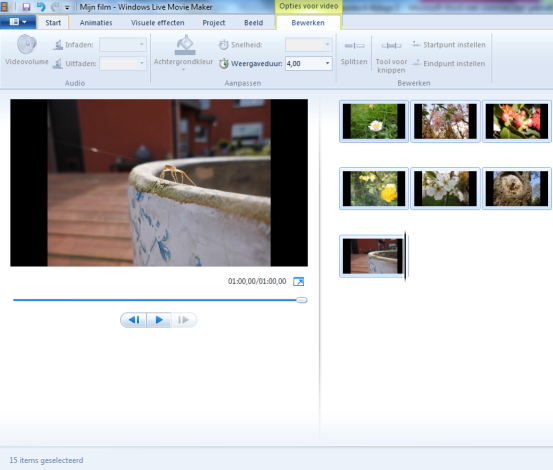 Mijn film - Windows Live Movie Maker
Opties voor video
Start Animaties Visuele effecten Project Beeld Bewerken
Videovolume
Infaden:
Uitfaden:
Audio
Achtergrondkleur
Snelheid:
Weergaveduur: 4,00
Aanpassen
Splitsen
Tool voor knippen
Startpunt instellen
Eindpunt instellen
Bewerken
01:00,00/01:00,00
15 items geselecteerd